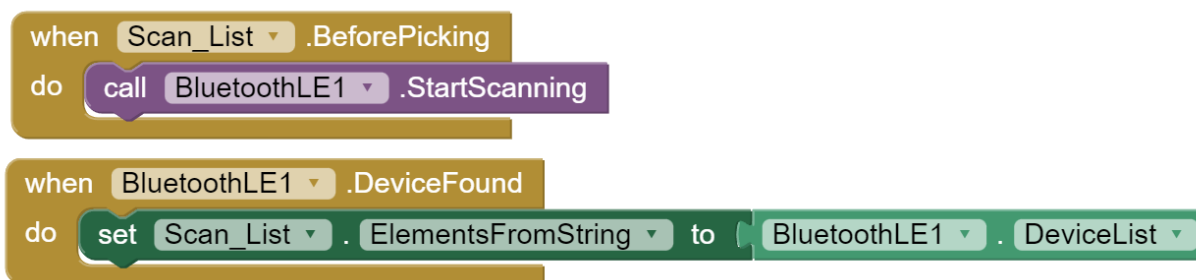 when Scan_List .BeforePicking
do call BluetoothLE1 .StartScanning
when BluetoothLE1 .DeviceFound
do set Scan_List . ElementsFromString to BluetoothLE1 . DeviceList